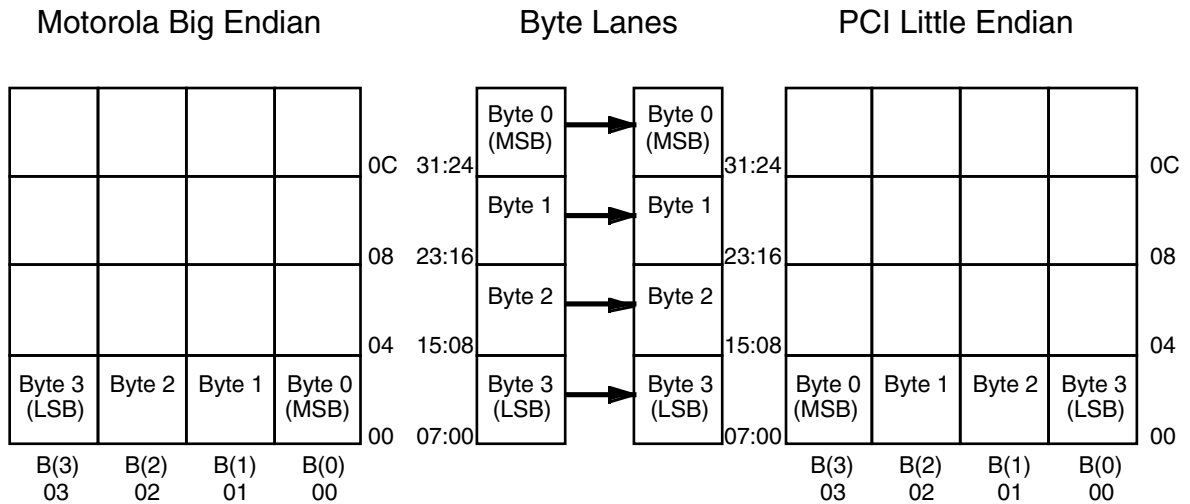 Motorola Big Endian
Byte Lanes
PCI Little Endian
Byte 0 Byte 0
(MSB) (MSB)
0C 31:24 31:24 0C
Byte 1 Byte 1
08 23:16 23:16 08
Byte 2 Byte 2
04 15:08 15:08 04
Byte 3 Byte 2 Byte 1 Byte 0 Byte 3 Byte 3 Byte 0 Byte 1 Byte 2 Byte 3
(LSB) (MSB) (LSB) (LSB) (MSB) (LSB)
00 07:00 07:00 00
B(3) B(2) B(1) B(0) B(3) B(2) B(1) B(0)
03 02 01 00 03 02 01 00